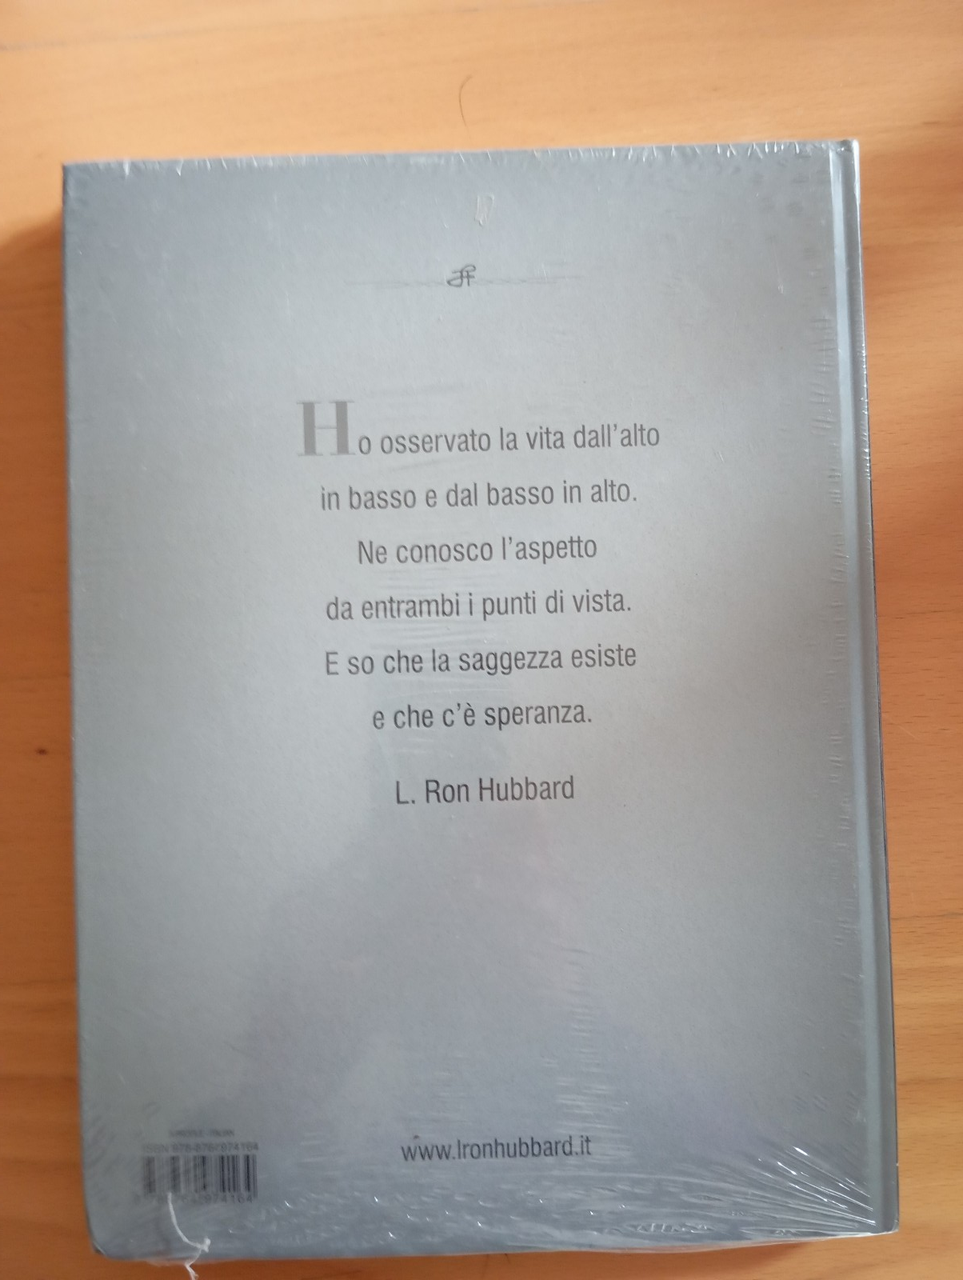 Ho osservato la vita dall'alto
in basso e dal basso in alto.
Ne conosco l'aspetto
da entrambi i punti di vista.
E so che la saggezza esiste
e che c'è speranza.
L. Ron Hubbard
www.lronhubbard.it